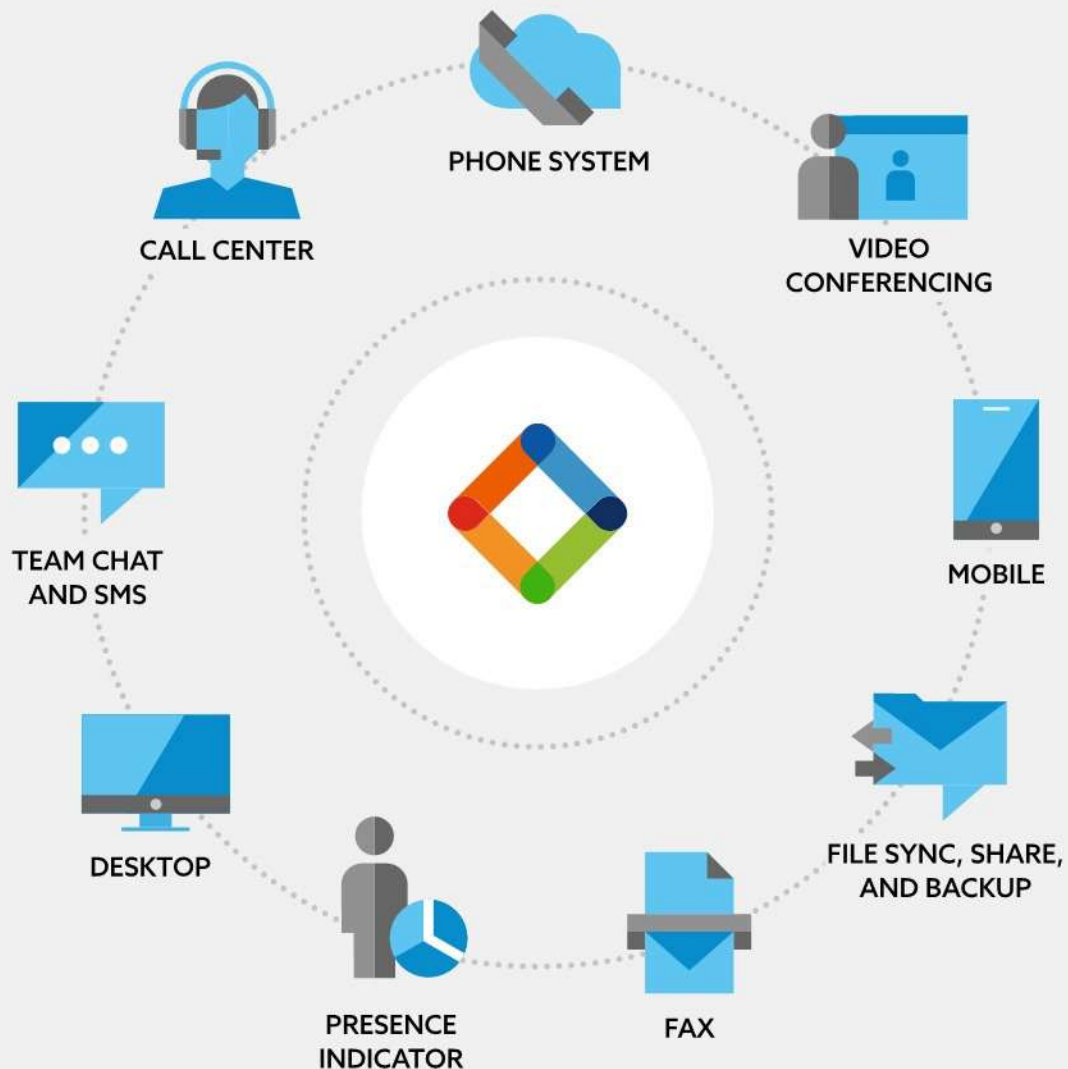 PHONE SYSTEM
CALL CENTER
VIDEO
CONFERENCING
TEAM CHAT
AND SMS
MOBILE
DESKTOP
FILE SYNC, SHARE,
AND BACKUP
PRESENCE
INDICATOR
FAX